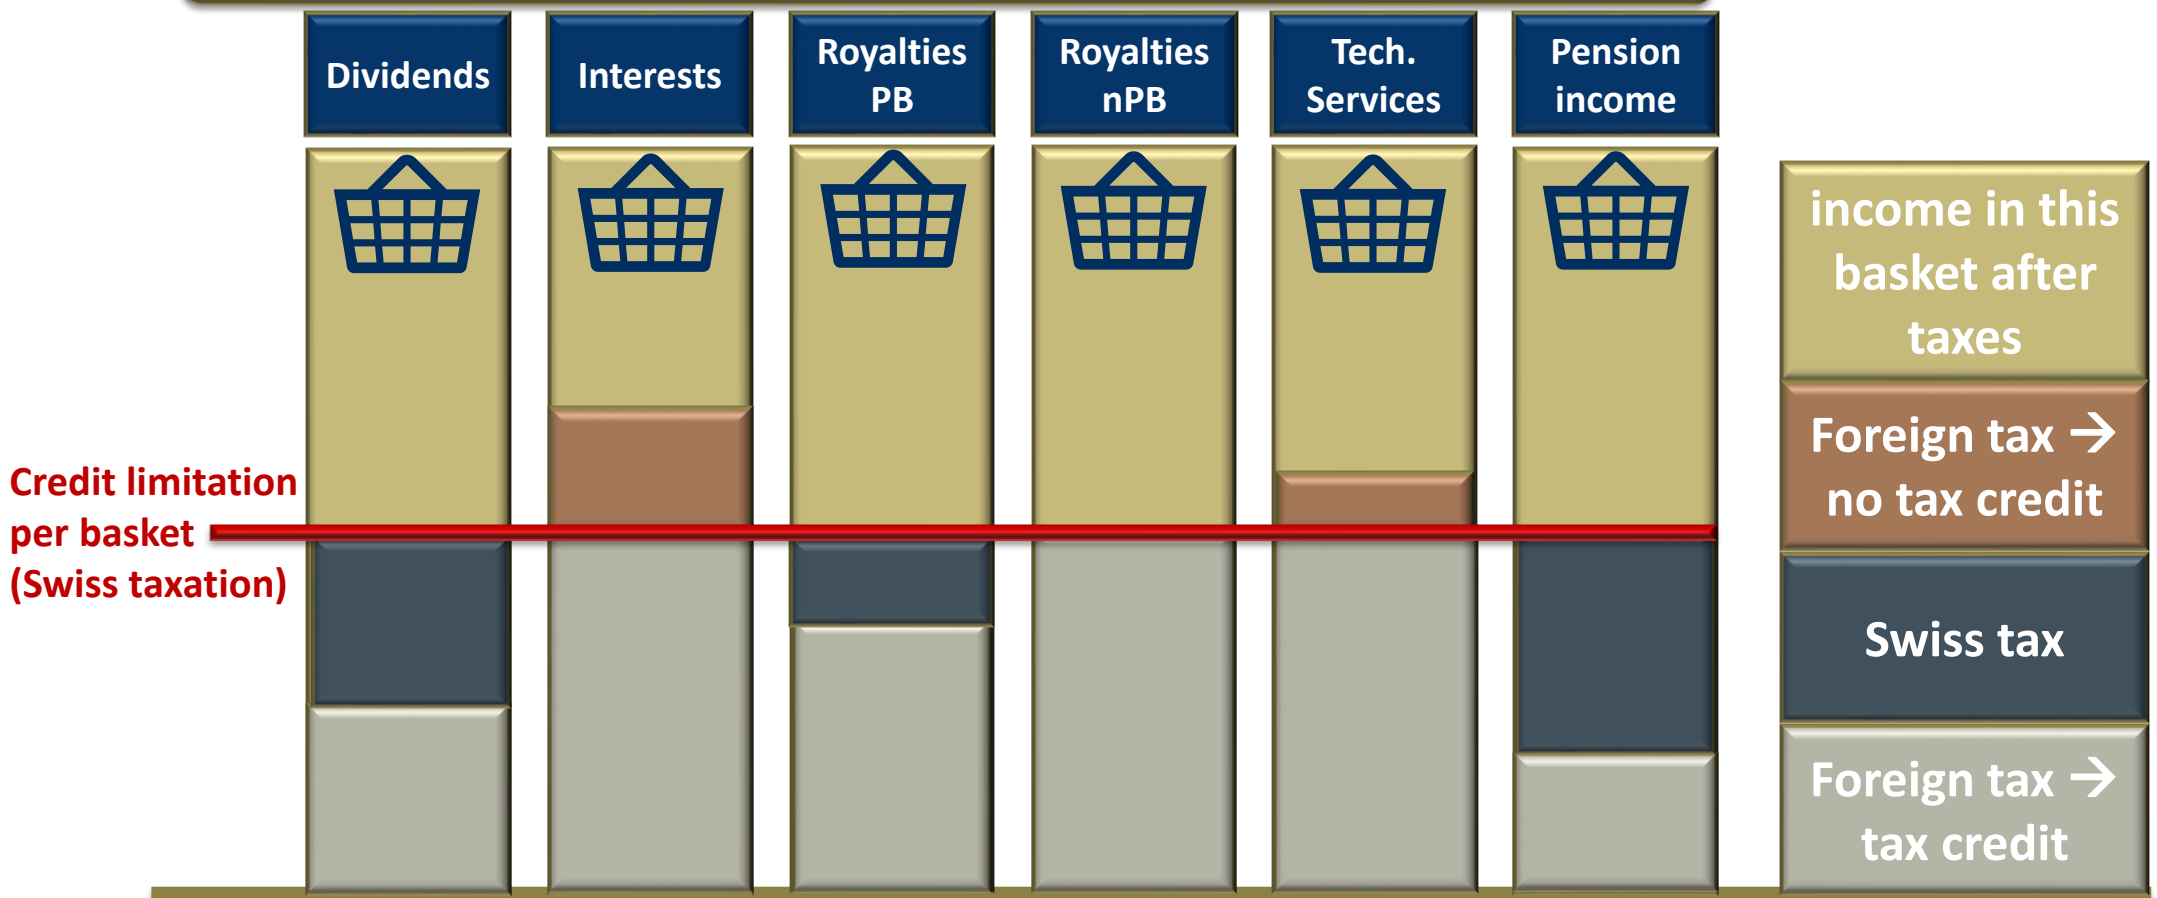 Dividends
Interests
Royalties
PB
Royalties
nPB
Tech.
Services
Pension
income
Credit limitation
per basket
(Swiss taxation)
income in this
basket after
taxes
Foreign tax →
no tax credit
Swiss tax
Foreign tax →
tax credit